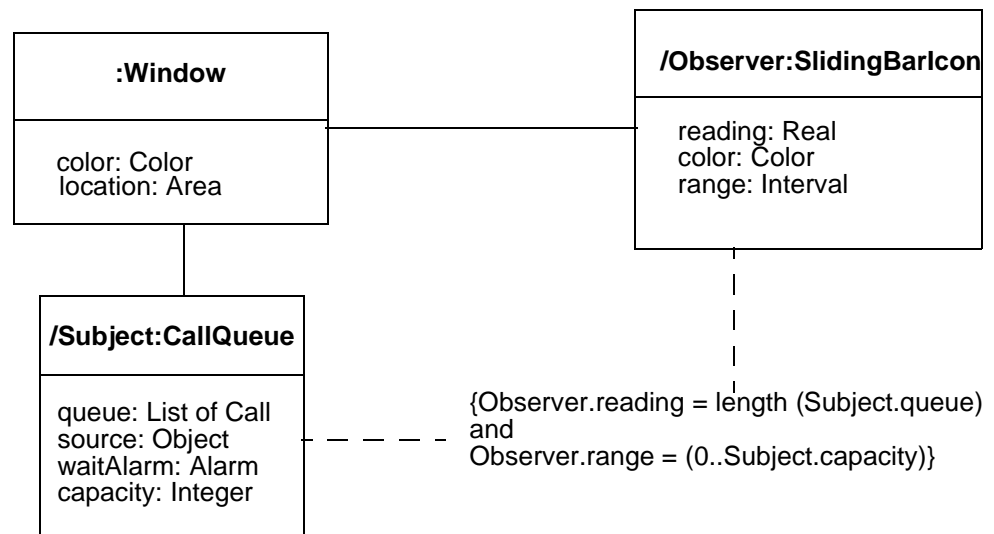 :Window
color: Color
location: Area
/Observer:SlidingBarIcon
reading: Real
color: Color
range: Interval
/Subject:CallQueue
queue: List of Call
source: Object
waitAlarm: Alarm
capacity: Integer
{Observer.reading = length (Subject.queue)
and
Observer.range = (0..Subject.capacity)}